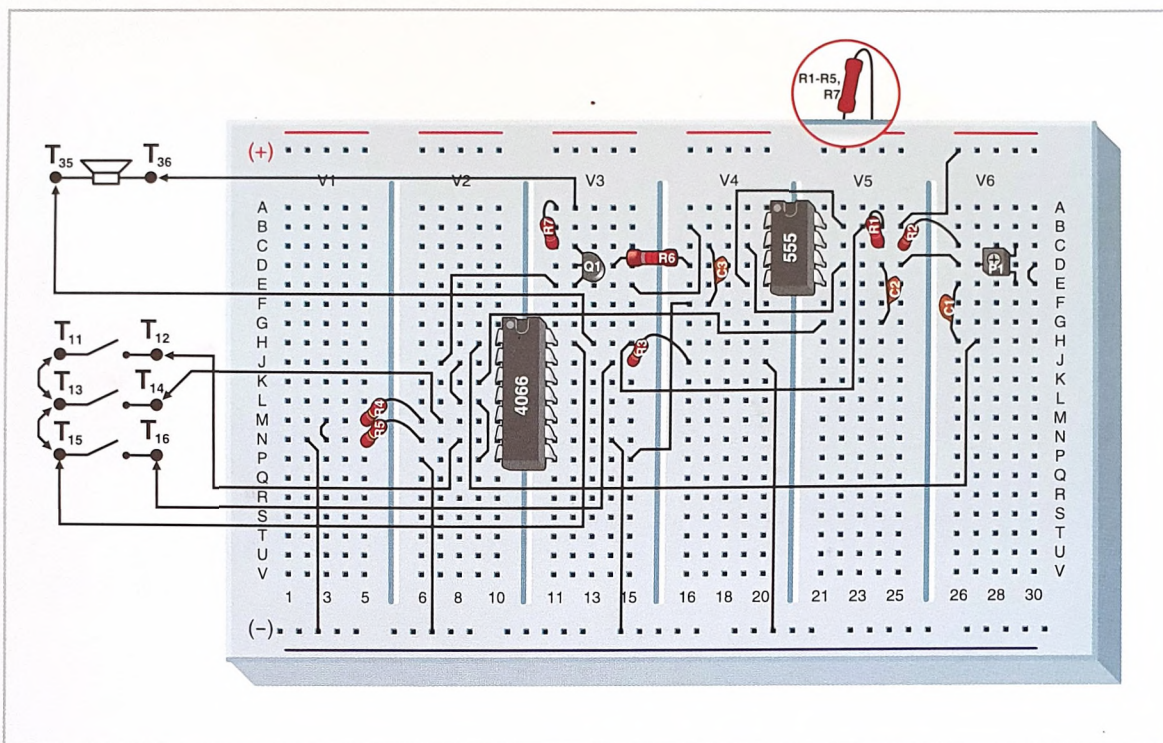 R1-R5,
R7
T35 T36
(+)
V1 V2 V3 V4 V5 V6
A A
B R7 R1 R2 B
C 555 C
D Q1 R6 C3 P1 D
E C2 E
F C1 F
G G
T11 T12
H H
J R3 J
T13 T14
K K
L 4066 L
M R4 M
T15 T16
N R5 N
P P
Q Q
R R
S S
T T
U U
V V
1 3 5 6 8 10 11 13 15 16 18 20 21 23 25 26 28 30
(−)